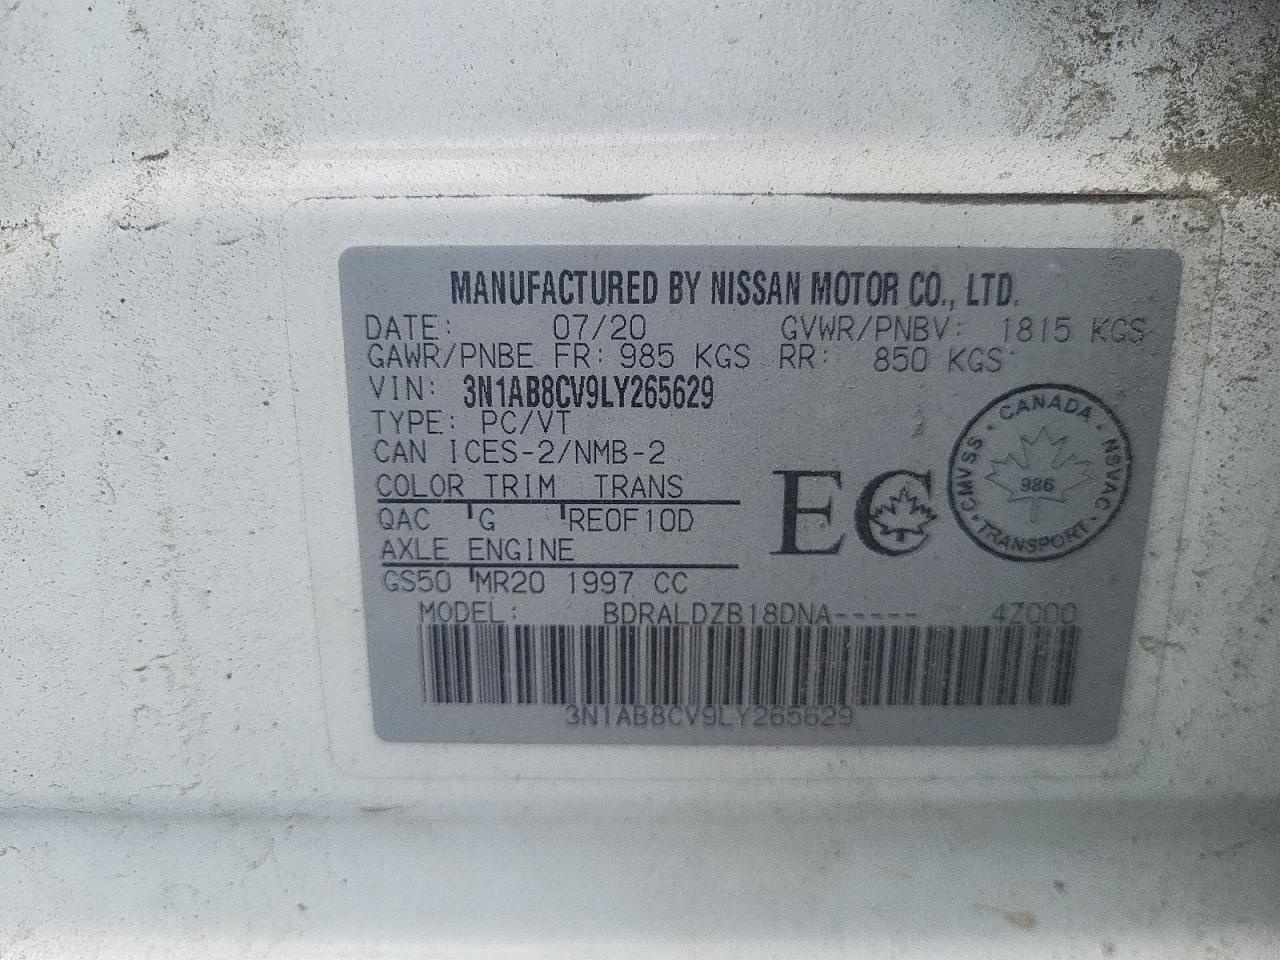 MANUFACTURED BY NISSAN MOTOR CO., LTD.
DATE: 07/20 GVWR/PNBV: 1815 KGS
GAWR/PNBE FR: 985 KGS RR: 850 KGS
VIN: 3N1AB8CV9LY265629
TYPE: PC/VT
CAN ICES-2/NMB-2
COLOR TRIM TRANS
QAC G RE0F10D
AXLE ENGINE
GS50 MR20 1997 CC
MODEL: BDRALDZB18DNA----- 4Z000
3N1AB8CV9LY265629
EC
CANADA
CMVSS · NSVAC
986
TRANSPORT